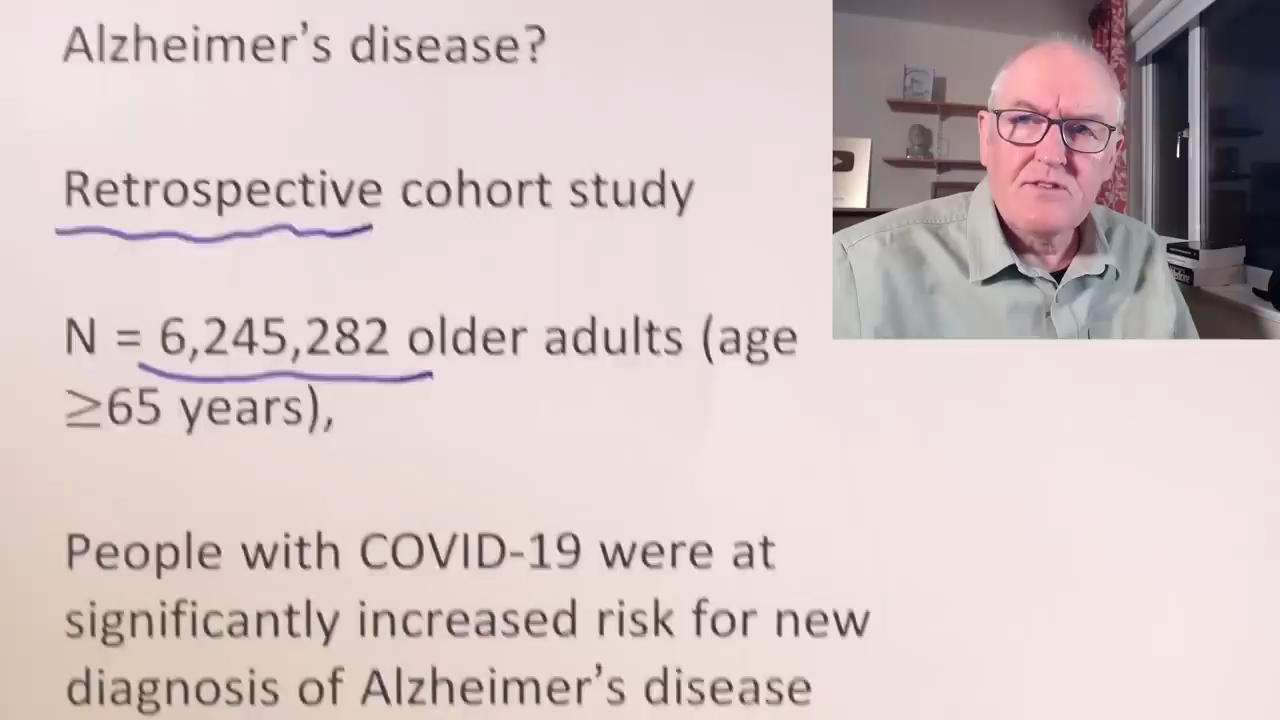 Alzheimer’s disease?
Retrospective cohort study
N = 6,245,282 older adults (age
≥65 years),
People with COVID-19 were at
significantly increased risk for new
diagnosis of Alzheimer’s disease